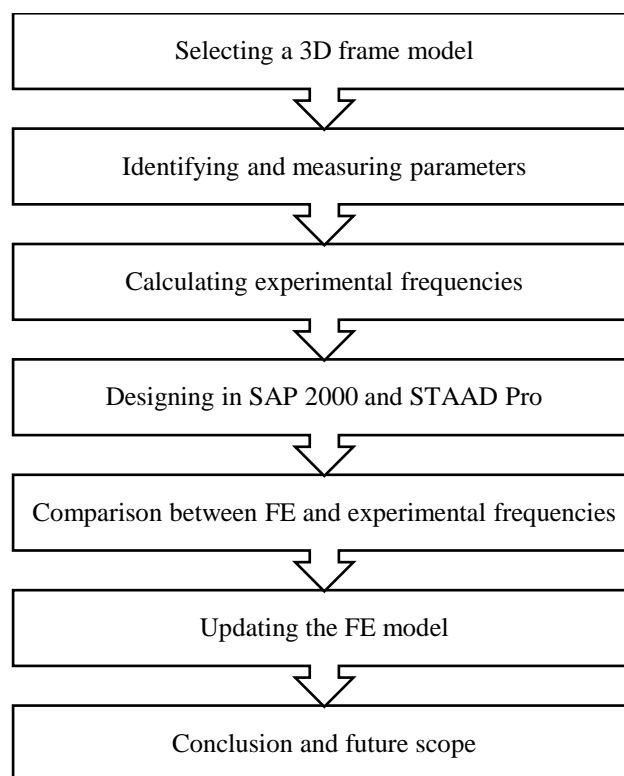 Selecting a 3D frame model
Identifying and measuring parameters
Calculating experimental frequencies
Designing in SAP 2000 and STAAD Pro
Comparison between FE and experimental frequencies
Updating the FE model
Conclusion and future scope